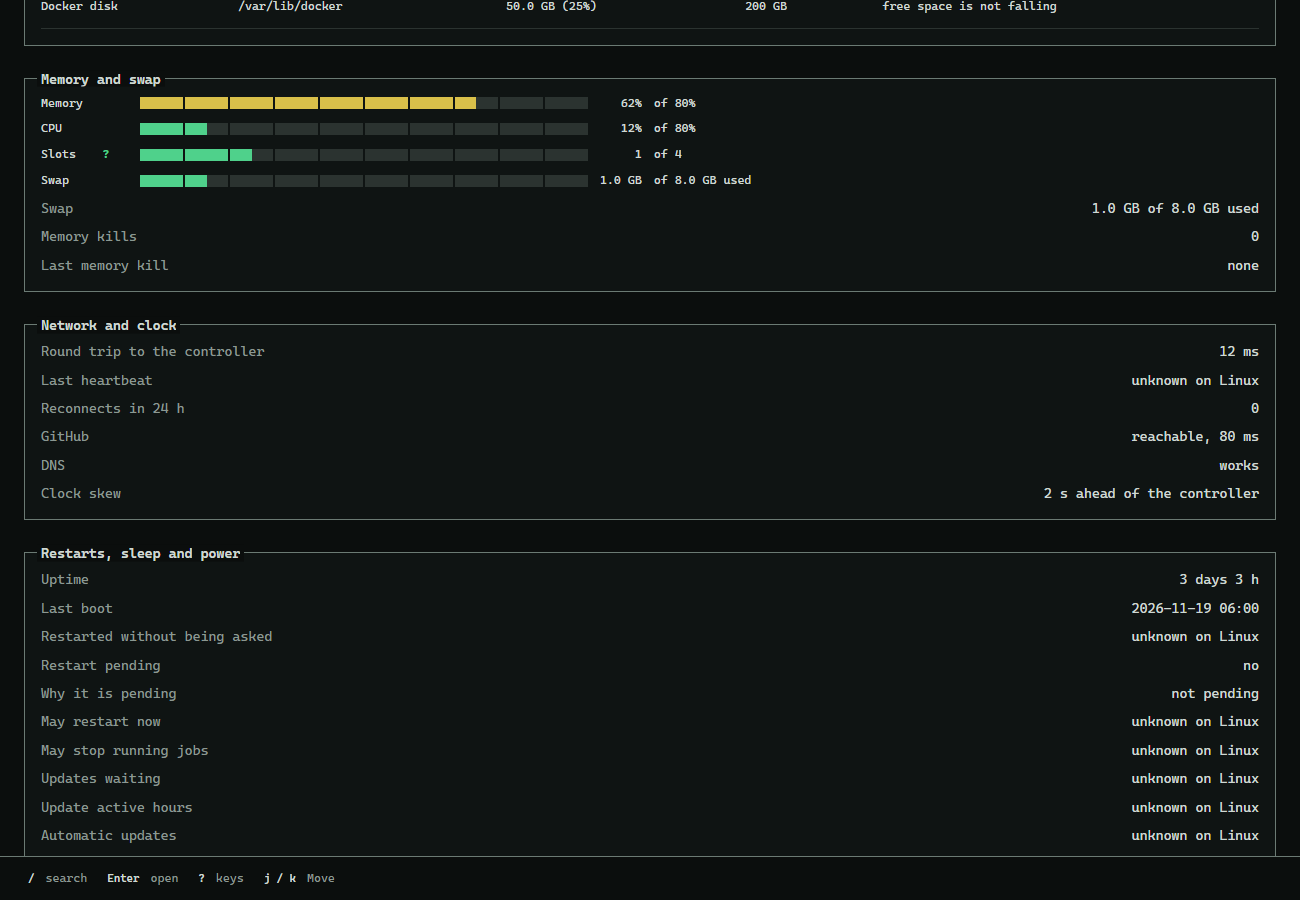 Docker disk /var/lib/docker 50.0 GB (25%) 200 GB free space is not falling
Memory and swap
Memory 62% of 80%
CPU 12% of 80%
Slots ? 1 of 4
Swap 1.0 GB of 8.0 GB used
Swap 1.0 GB of 8.0 GB used
Memory kills 0
Last memory kill none
Network and clock
Round trip to the controller 12 ms
Last heartbeat unknown on Linux
Reconnects in 24 h 0
GitHub reachable, 80 ms
DNS works
Clock skew 2 s ahead of the controller
Restarts, sleep and power
Uptime 3 days 3 h
Last boot 2026-11-19 06:00
Restarted without being asked unknown on Linux
Restart pending no
Why it is pending not pending
May restart now unknown on Linux
May stop running jobs unknown on Linux
Updates waiting unknown on Linux
Update active hours unknown on Linux
Automatic updates unknown on Linux
/ search Enter open ? keys j / k Move